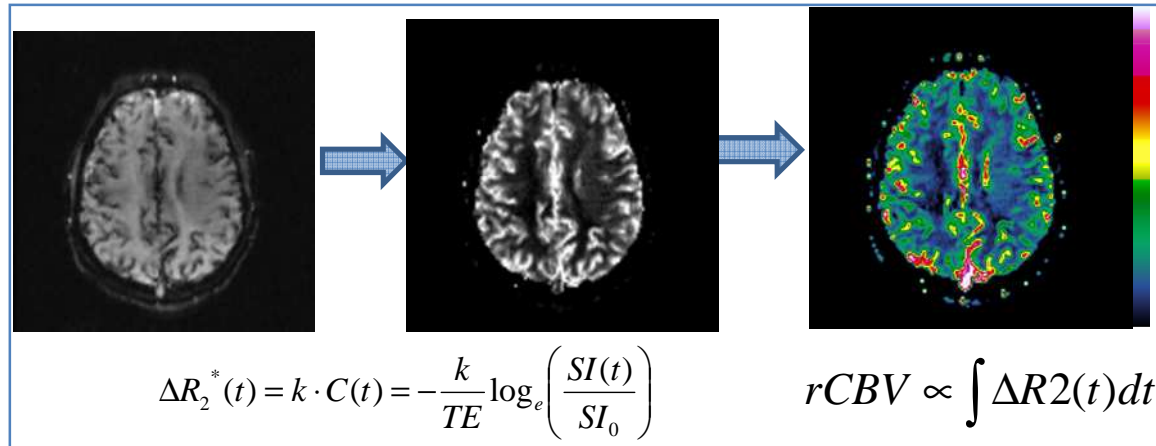 ΔR₂*(t) = k · C(t) = −k/TE logₑ(SI(t)/SI₀)
rCBV ∝ ∫ ΔR2(t)dt